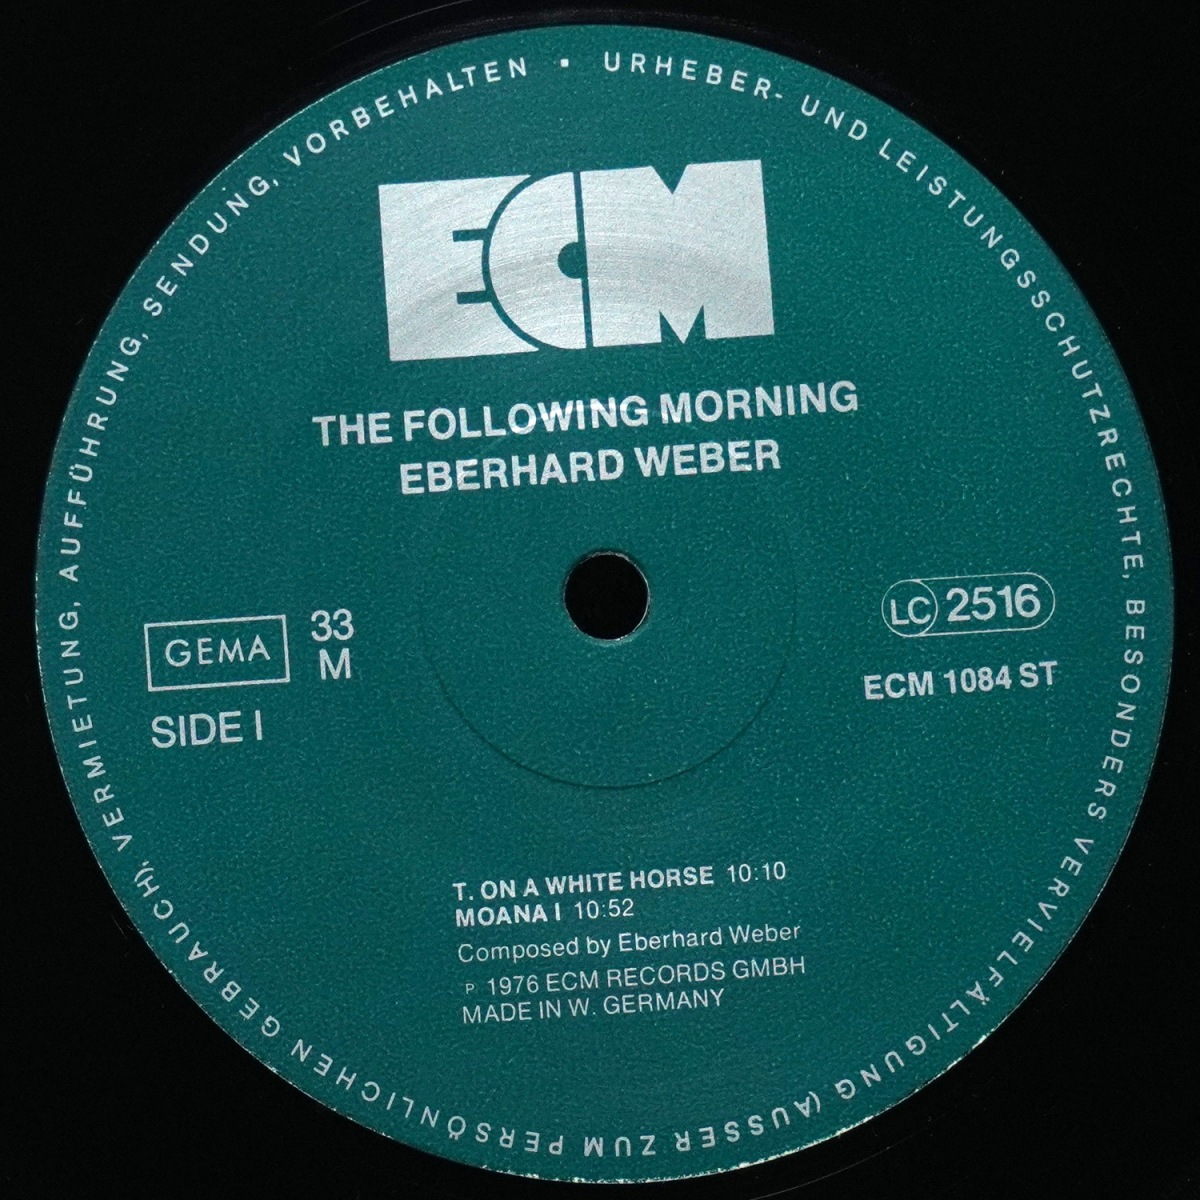 URHEBER- UND LEISTUNGSSCHUTZRECHTE, BESONDERS VERVIELFÄLTIGUNG (AUSSER ZUM PERSÖNLICHEN GEBRAUCH), VERMIETUNG, AUFFÜHRUNG, SENDUNG, VORBEHALTEN ▪
ECM
THE FOLLOWING MORNING
EBERHARD WEBER
GEMA
33
M
SIDE I
LC 2516
ECM 1084 ST
T. ON A WHITE HORSE 10:10
MOANA I 10:52
Composed by Eberhard Weber
P 1976 ECM RECORDS GMBH
MADE IN W. GERMANY